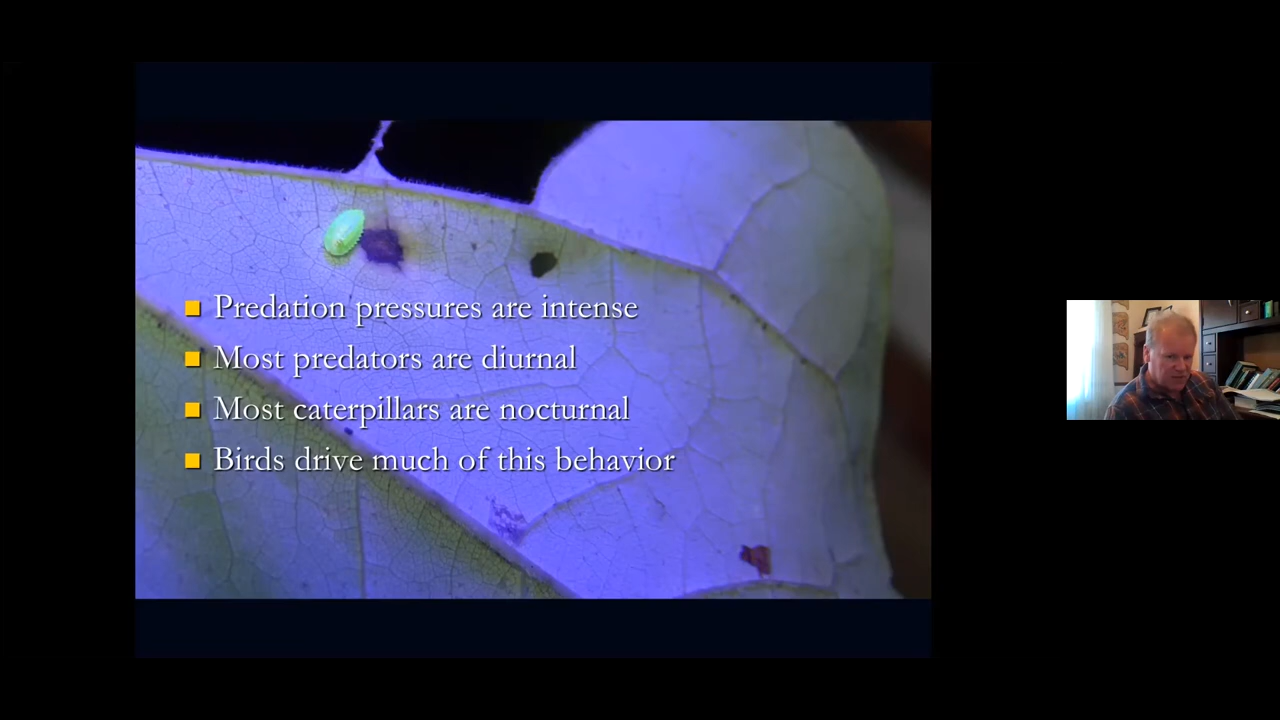 Predation pressures are intense
Most predators are diurnal
Most caterpillars are nocturnal
Birds drive much of this behavior